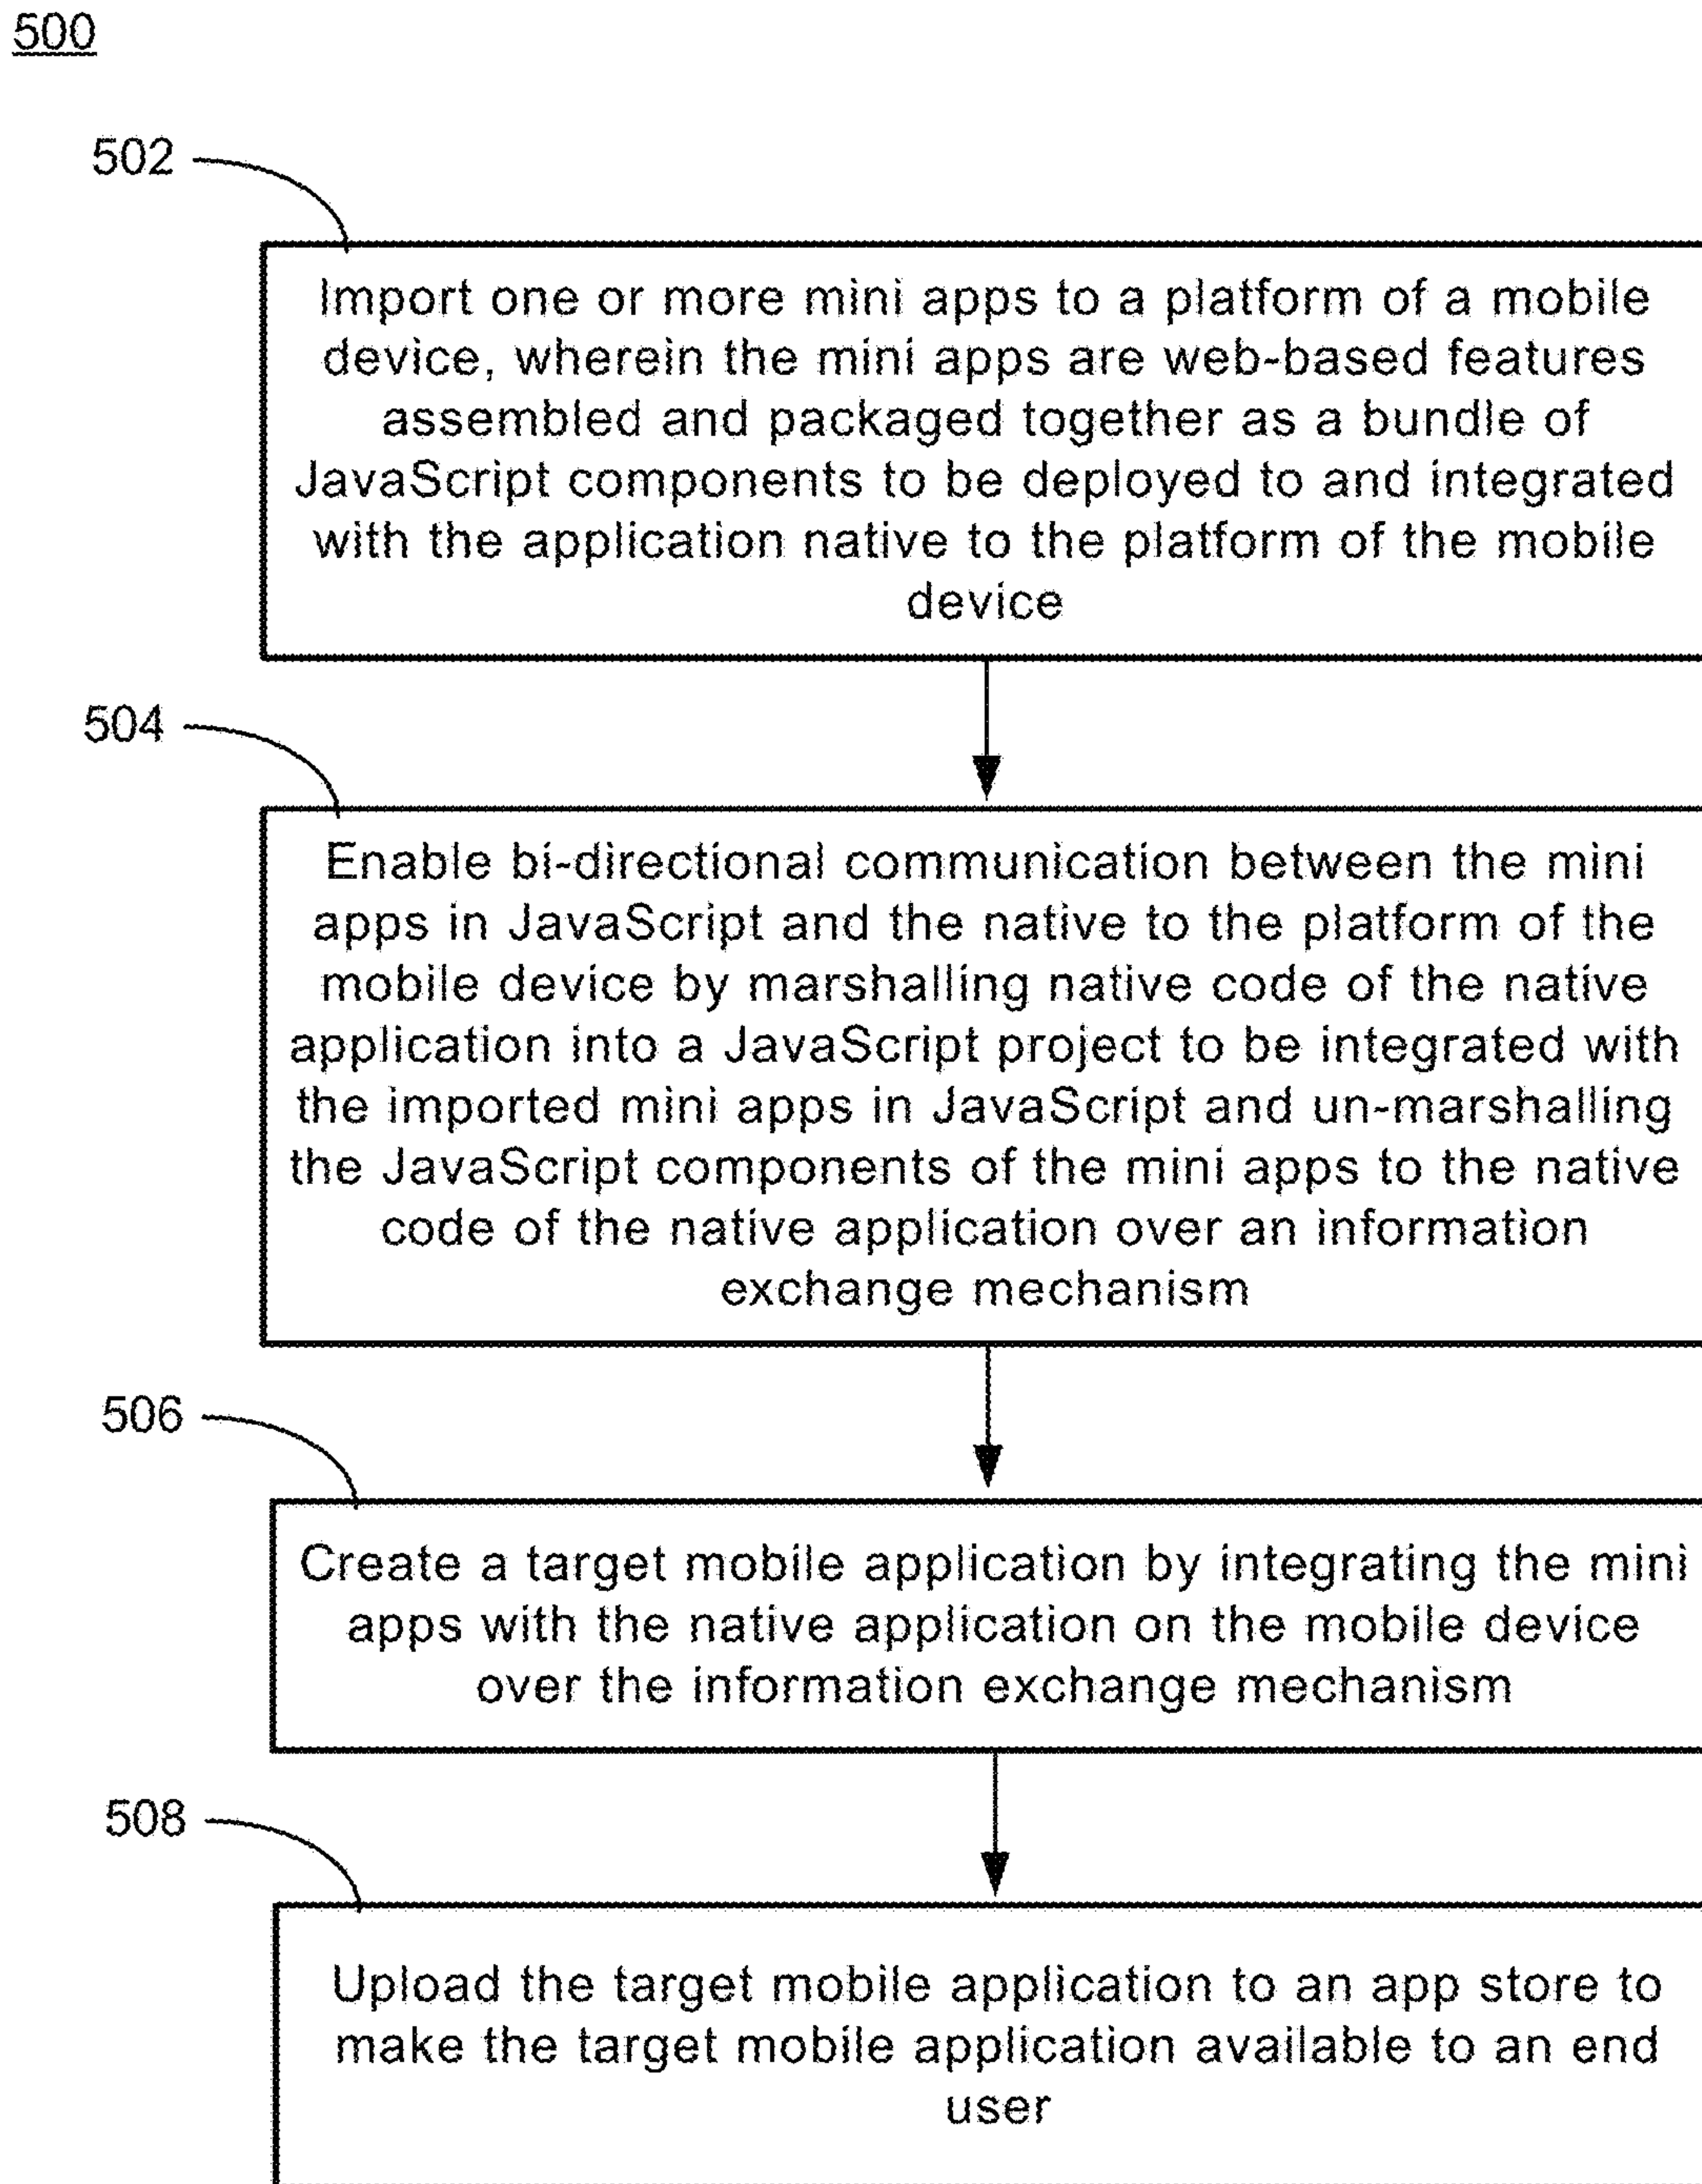 500
502
Import one or more mini apps to a platform of a mobile
device, wherein the mini apps are web-based features
assembled and packaged together as a bundle of
JavaScript components to be deployed to and integrated
with the application native to the platform of the mobile
device
504
Enable bi-directional communication between the mini
apps in JavaScript and the native to the platform of the
mobile device by marshalling native code of the native
application into a JavaScript project to be integrated with
the imported mini apps in JavaScript and un-marshalling
the JavaScript components of the mini apps to the native
code of the native application over an information
exchange mechanism
506
Create a target mobile application by integrating the mini
apps with the native application on the mobile device
over the information exchange mechanism
508
Upload the target mobile application to an app store to
make the target mobile application available to an end
user